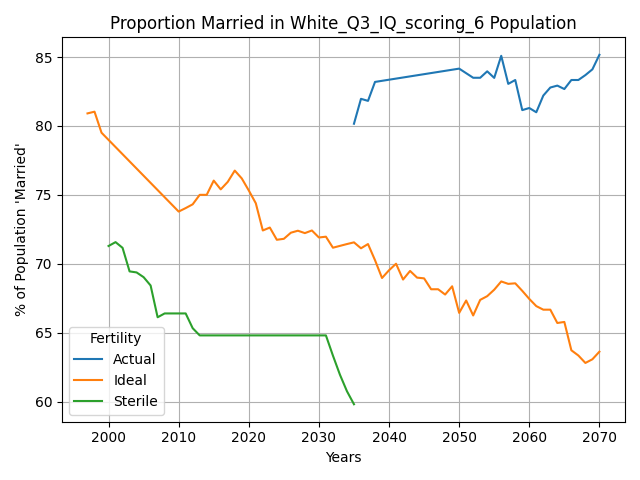 Proportion Married in White_Q3_IQ_scoring_6 Population
% of Population 'Married'
85
80
75
70
65
60
Fertility
Actual
Ideal
Sterile
2000 2010 2020 2030 2040 2050 2060 2070
Years